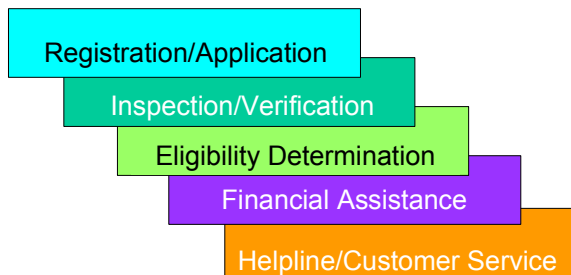 Registration/Application
Inspection/Verification
Eligibility Determination
Financial Assistance
Helpline/Customer Service